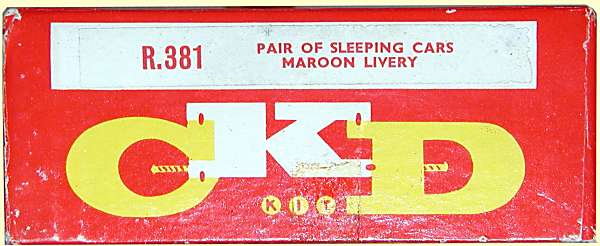 R.381
PAIR OF SLEEPING CARS
MAROON LIVERY
CKD
KIT